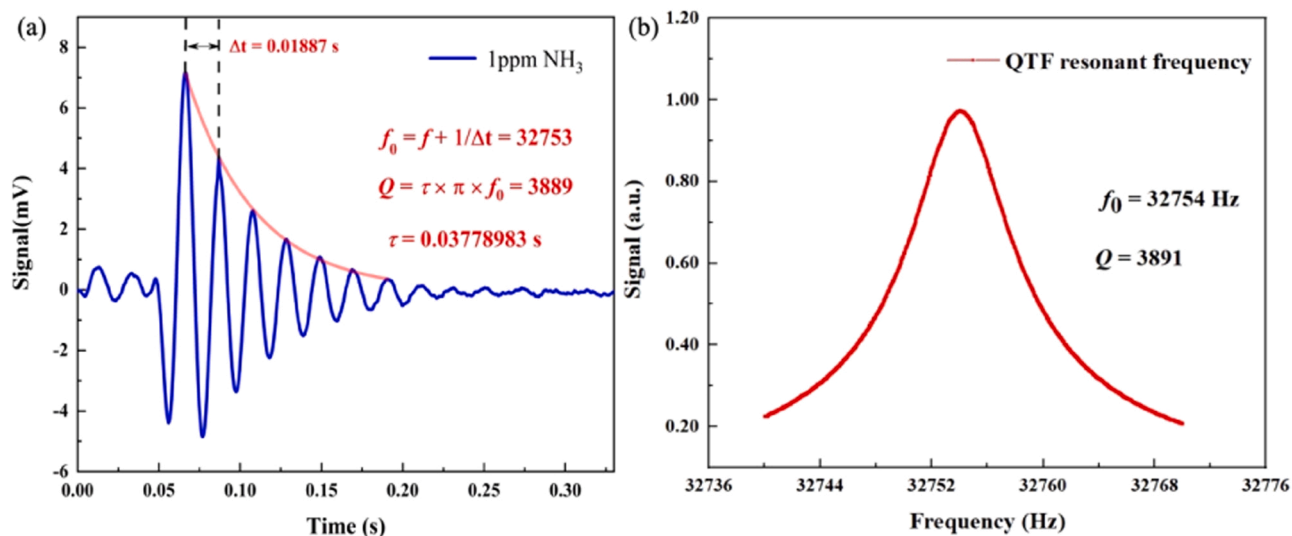 (a)
Δt = 0.01887 s
1ppm NH₃
f₀ = f + 1/Δt = 32753
Q = τ × π × f₀ = 3889
τ = 0.03778983 s
Signal(mV)
8
6
4
2
0
-2
-4
-6
0.00 0.05 0.10 0.15 0.20 0.25 0.30
Time (s)
(b)
QTF resonant frequency
f₀ = 32754 Hz
Q = 3891
Signal (a.u.)
1.20
1.00
0.80
0.60
0.40
0.20
32736 32744 32752 32760 32768 32776
Frequency (Hz)